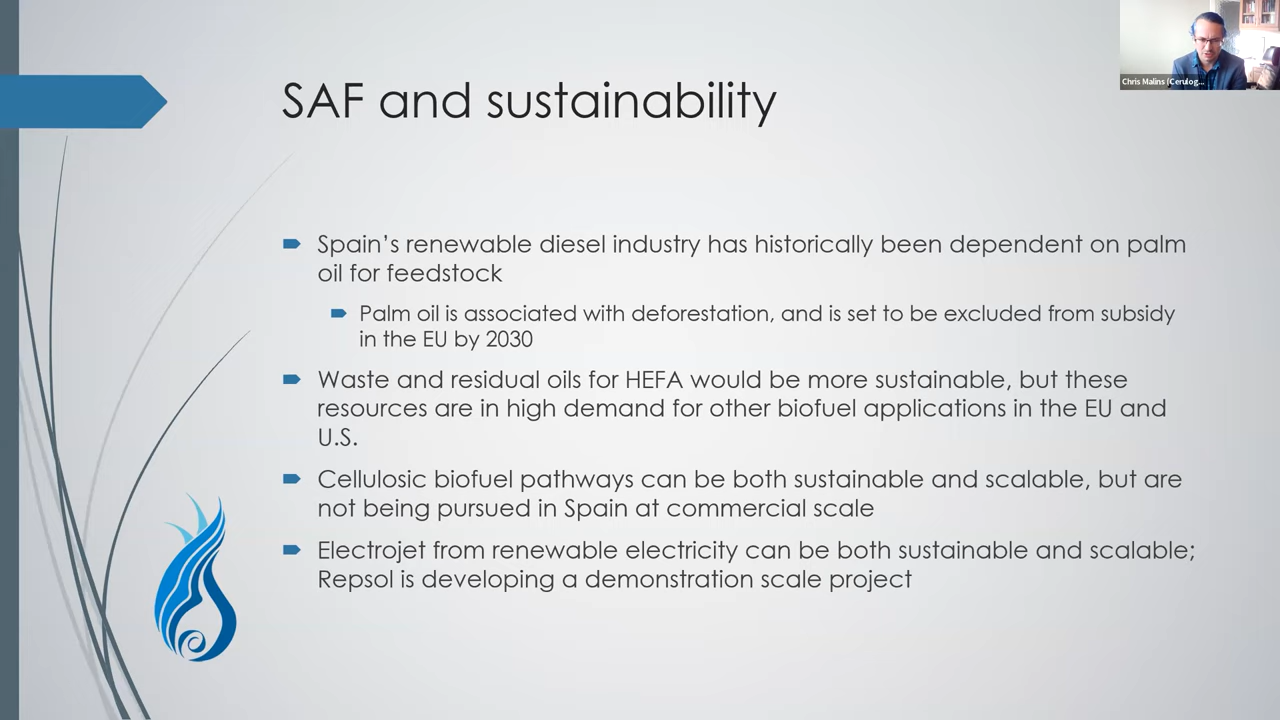 Chris Malins (Cerulog...
SAF and sustainability
Spain's renewable diesel industry has historically been dependent on palm
oil for feedstock
Palm oil is associated with deforestation, and is set to be excluded from subsidy
in the EU by 2030
Waste and residual oils for HEFA would be more sustainable, but these
resources are in high demand for other biofuel applications in the EU and
U.S.
Cellulosic biofuel pathways can be both sustainable and scalable, but are
not being pursued in Spain at commercial scale
Electrojet from renewable electricity can be both sustainable and scalable;
Repsol is developing a demonstration scale project